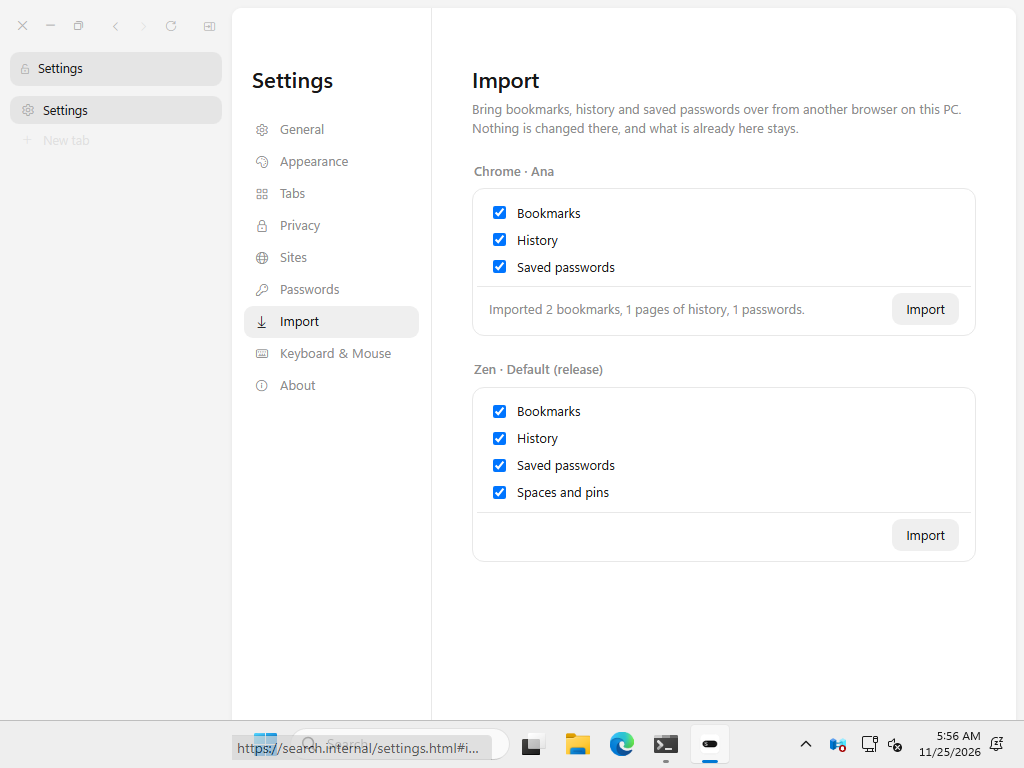 Settings
Settings
New tab
Settings
General
Appearance
Tabs
Privacy
Sites
Passwords
Import
Keyboard & Mouse
About
Import
Bring bookmarks, history and saved passwords over from another browser on this PC.
Nothing is changed there, and what is already here stays.
Chrome · Ana
Bookmarks
History
Saved passwords
Imported 2 bookmarks, 1 pages of history, 1 passwords.
Import
Zen · Default (release)
Bookmarks
History
Saved passwords
Spaces and pins
Import
https://search.internal/settings.html#i...
Search
5:56 AM
11/25/2026